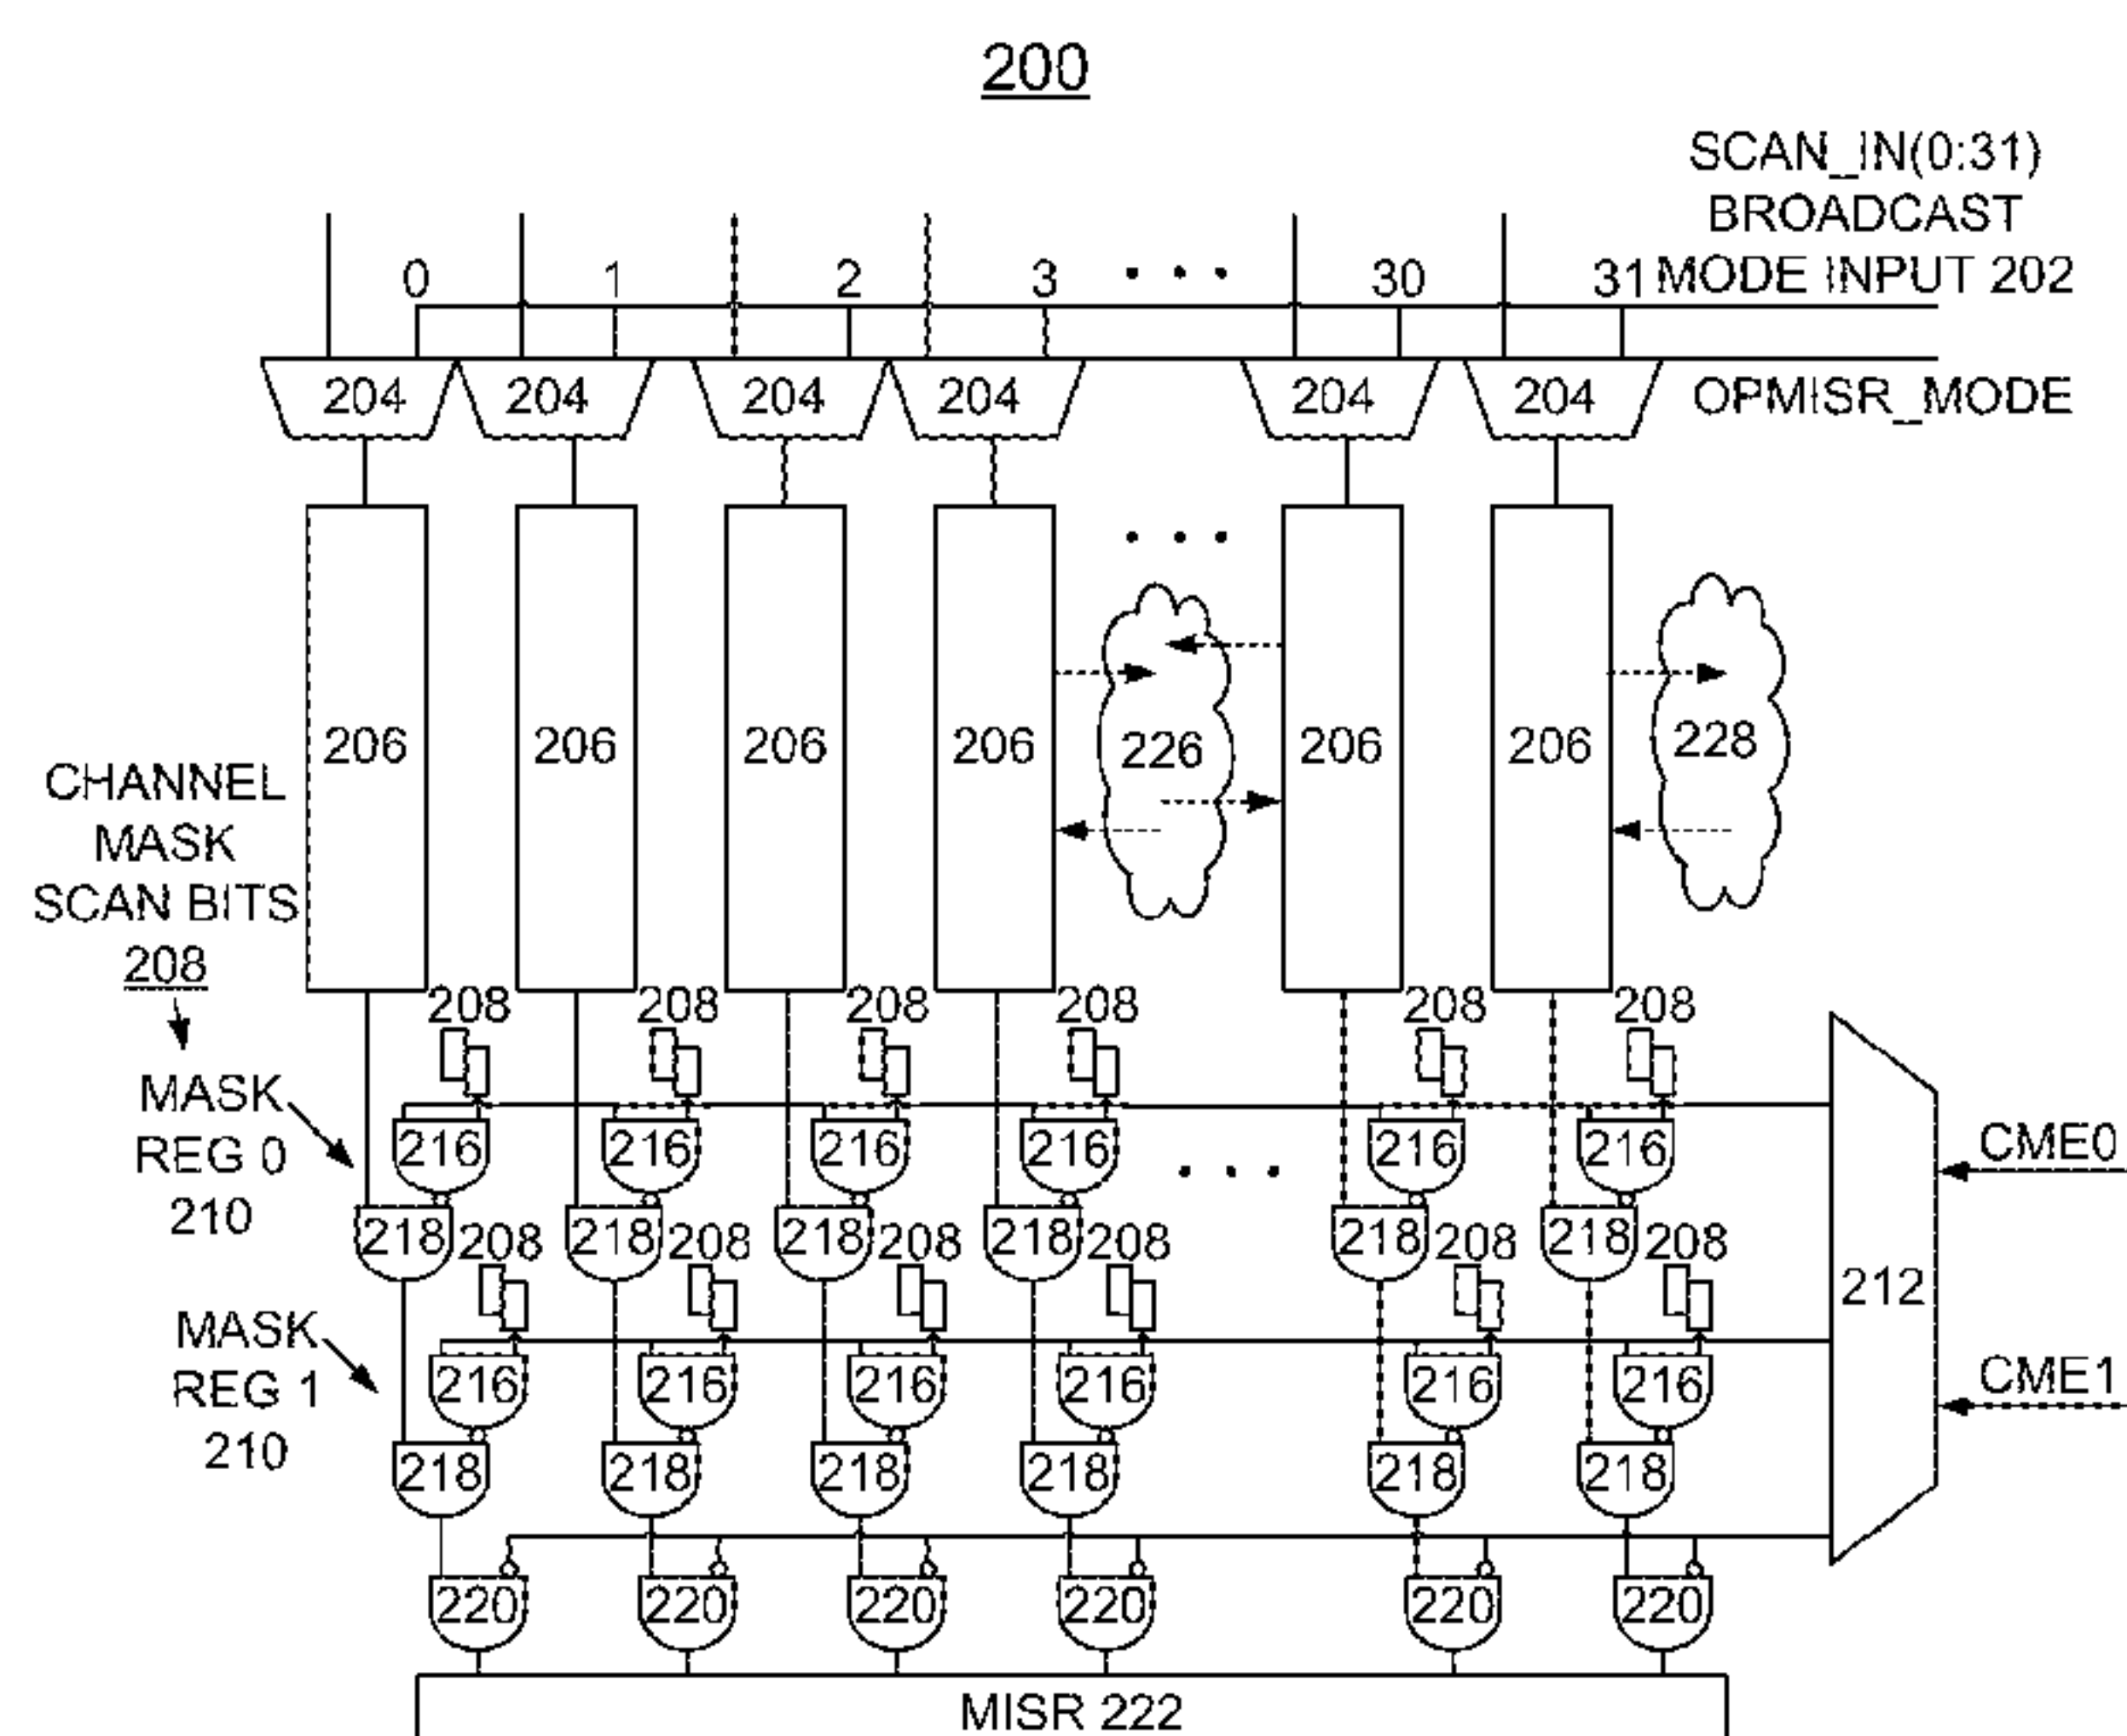 200
SCAN_IN(0:31)
BROADCAST
MODE INPUT 202
0 1 2 3 • • • 30 31
204 204 204 204 204 204
OPMISR_MODE
• • •
206 206 206 206 206 206
226
228
CHANNEL
MASK
SCAN BITS
208
208 208 208 208 208 208
MASK
REG 0
210
216 216 216 216 • • • 216 216
CME0
218 218 218 218 218 218
208 208 208 208 208 208
212
MASK
REG 1
210
216 216 216 216 216 216
CME1
218 218 218 218 218 218
220 220 220 220 220 220
MISR 222